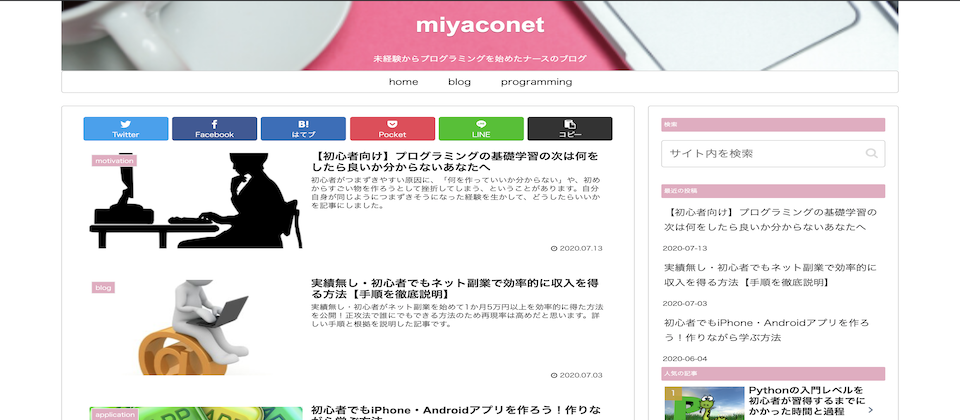 miyaconet
未経験からプログラミングを始めたナースのブログ
home blog programming
Twitter Facebook B! はてブ Pocket LINE コピー
motivation
【初心者向け】プログラミングの基礎学習の次は何を
したら良いか分からないあなたへ
初心者がつまずきやすい原因に、「何を作っていいか分からない」や、初め
からすごい物を作ろうとして挫折してしまう、ということがあります。自分
自身が同じようにつまずきそうになった経験を生かして、どうしたらいいか
を記事にしました。
2020.07.13
blog
実績無し・初心者でもネット副業で効率的に収入を得
る方法【手順を徹底説明】
実績無し・初心者がネット副業を始めて1か月5万円以上を効率的に得た方法
を公開！正攻法で誰にでもできる方法のため再現率は高めだと思います。詳
しい手順と根拠を説明した記事です。
2020.07.03
application
初心者でもiPhone・Androidアプリを作ろう！作りな
がら学ぶ方法
検索
サイト内を検索
最近の投稿
【初心者向け】プログラミングの基礎学習の
次は何をしたら良いか分からないあなたへ
2020-07-13
実績無し・初心者でもネット副業で効率的に
収入を得る方法【手順を徹底説明】
2020-07-03
初心者でもiPhone・Androidアプリを作ろ
う！作りながら学ぶ方法
2020-06-04
人気の記事
1
Pythonの入門レベルを
初心者が習得するまでに
かかった時間と過程